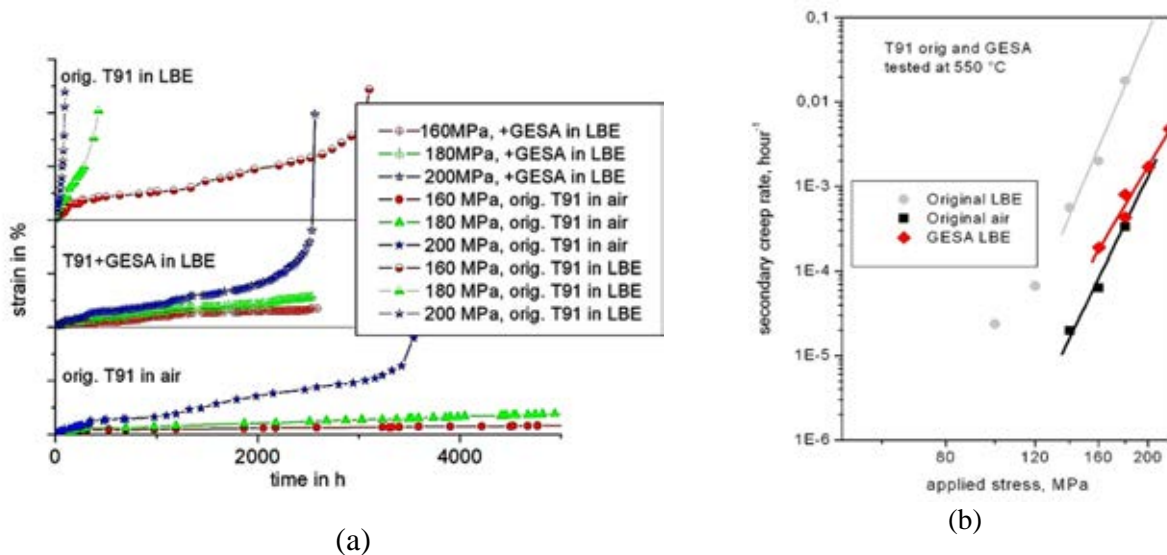 orig. T91 in LBE
T91+GESA in LBE
orig. T91 in air
strain in %
160MPa, +GESA in LBE
180MPa, +GESA in LBE
200MPa, +GESA in LBE
160 MPa, orig. T91 in air
180 MPa, orig. T91 in air
200 MPa, orig. T91 in air
160 MPa, orig. T91 in LBE
180 MPa, orig. T91 in LBE
200 MPa, orig. T91 in LBE
0
2000
4000
time in h
(a)
b)
0,1
0,01
1E-3
1E-4
1E-5
1E-6
secondary creep rate, hour-1
T91 orig and GESA
tested at 550 °C
Original LBE
Original air
GESA LBE
80
120
160
200
applied stress, MPa
(b)